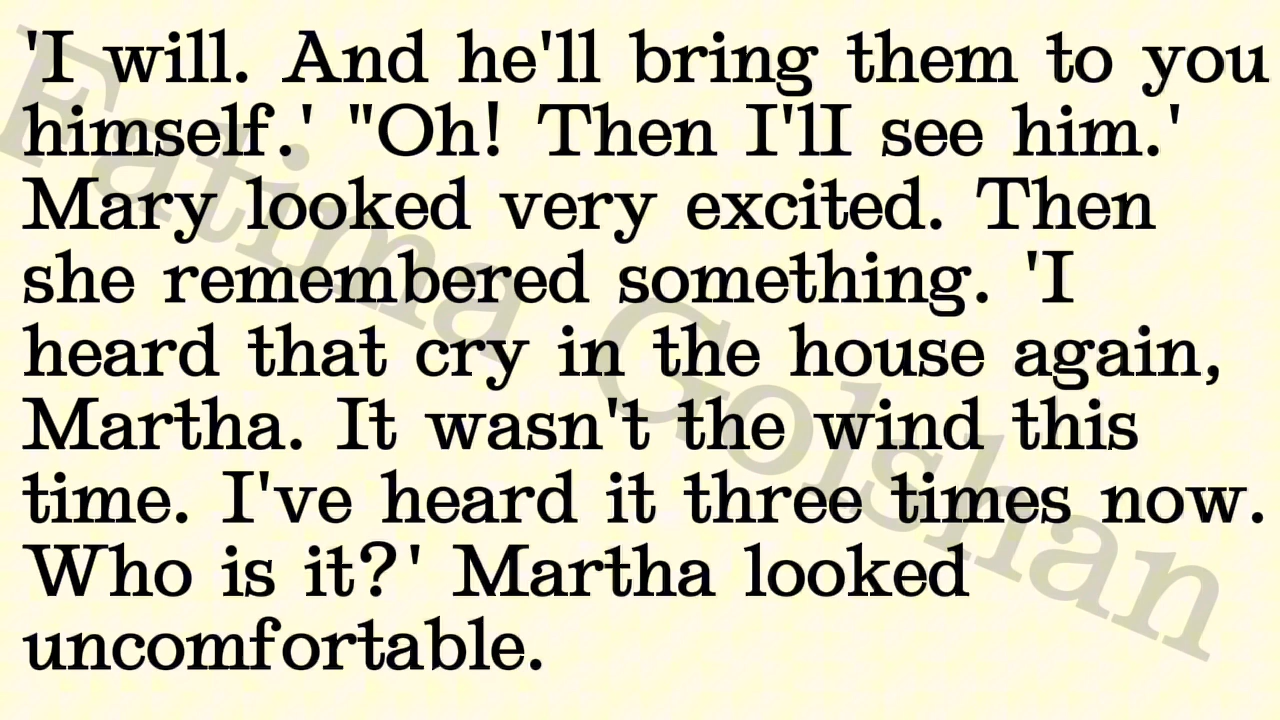 'I will. And he'll bring them to you
himself.' "Oh! Then I'lI see him.'
Mary looked very excited. Then
she remembered something. 'I
heard that cry in the house again,
Martha. It wasn't the wind this
time. I've heard it three times now.
Who is it?' Martha looked
uncomfortable.
Fatima Golshan